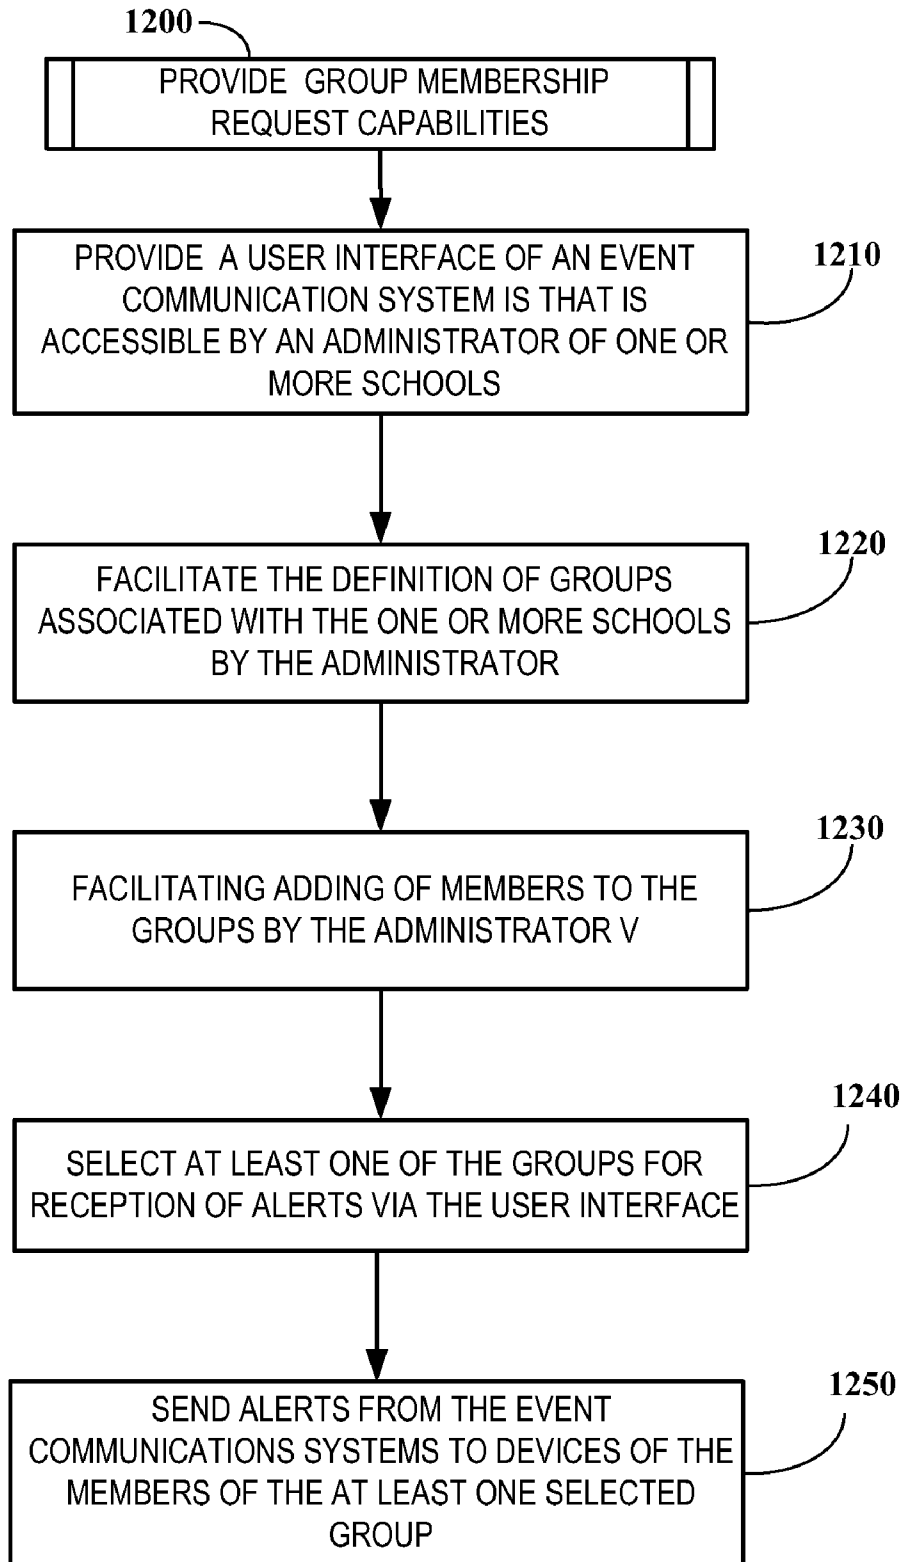 1200
PROVIDE GROUP MEMBERSHIP
REQUEST CAPABILITIES
PROVIDE A USER INTERFACE OF AN EVENT
COMMUNICATION SYSTEM IS THAT IS
ACCESSIBLE BY AN ADMINISTRATOR OF ONE OR
MORE SCHOOLS
1210
FACILITATE THE DEFINITION OF GROUPS
ASSOCIATED WITH THE ONE OR MORE SCHOOLS
BY THE ADMINISTRATOR
1220
FACILITATING ADDING OF MEMBERS TO THE
GROUPS BY THE ADMINISTRATOR V
1230
SELECT AT LEAST ONE OF THE GROUPS FOR
RECEPTION OF ALERTS VIA THE USER INTERFACE
1240
SEND ALERTS FROM THE EVENT
COMMUNICATIONS SYSTEMS TO DEVICES OF THE
MEMBERS OF THE AT LEAST ONE SELECTED
GROUP
1250